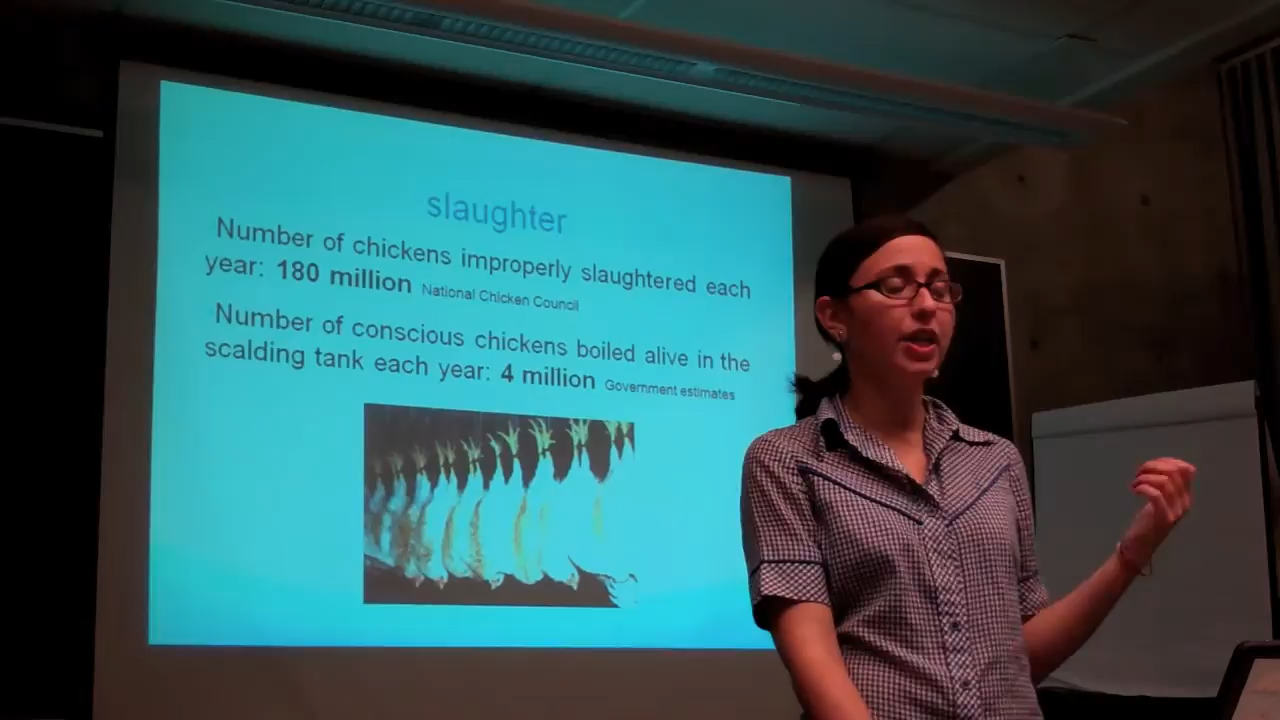 slaughter
Number of chickens improperly slaughtered each
year: 180 million National Chicken Council
Number of conscious chickens boiled alive in the
scalding tank each year: 4 million Government estimates